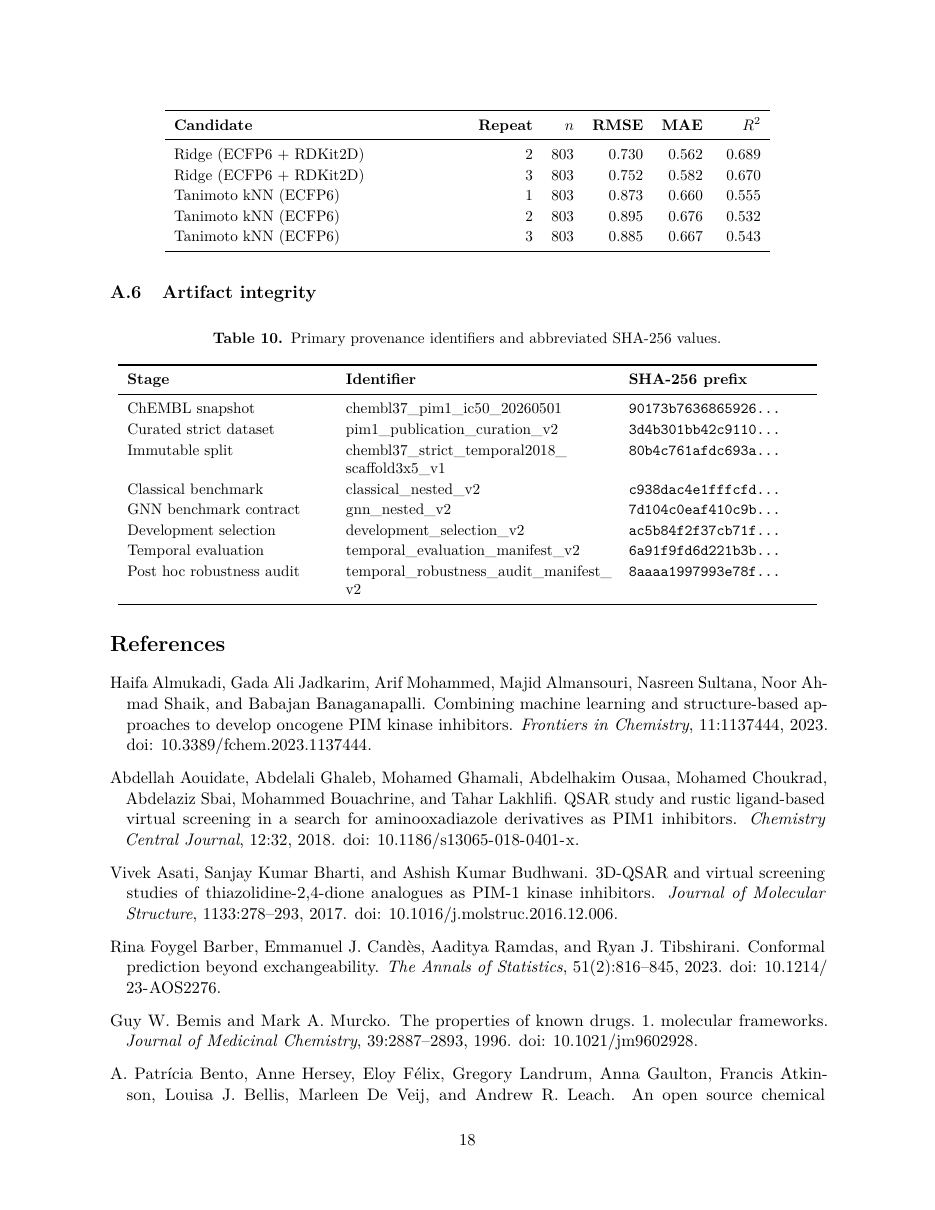 Candidate Repeat n RMSE MAE R²
Ridge (ECFP6 + RDKit2D) 2 803 0.730 0.562 0.689
Ridge (ECFP6 + RDKit2D) 3 803 0.752 0.582 0.670
Tanimoto kNN (ECFP6) 1 803 0.873 0.660 0.555
Tanimoto kNN (ECFP6) 2 803 0.895 0.676 0.532
Tanimoto kNN (ECFP6) 3 803 0.885 0.667 0.543
A.6 Artifact integrity
Table 10. Primary provenance identifiers and abbreviated SHA-256 values.
Stage Identifier SHA-256 prefix
ChEMBL snapshot chembl37_pim1_ic50_20260501 90173b7636865926...
Curated strict dataset pim1_publication_curation_v2 3d4b301bb42c9110...
Immutable split chembl37_strict_temporal2018_ 80b4c761afdc693a...
scaffold3x5_v1
Classical benchmark classical_nested_v2 c938dac4e1fffcfd...
GNN benchmark contract gnn_nested_v2 7d104c0eaf410c9b...
Development selection development_selection_v2 ac5b84f2f37cb71f...
Temporal evaluation temporal_evaluation_manifest_v2 6a91f9fd6d221b3b...
Post hoc robustness audit temporal_robustness_audit_manifest_ 8aaaa1997993e78f...
v2
References
Haifa Almukadi, Gada Ali Jadkarim, Arif Mohammed, Majid Almansouri, Nasreen Sultana, Noor Ah-
mad Shaik, and Babajan Banaganapalli. Combining machine learning and structure-based ap-
proaches to develop oncogene PIM kinase inhibitors. Frontiers in Chemistry, 11:1137444, 2023.
doi: 10.3389/fchem.2023.1137444.
Abdellah Aouidate, Abdelali Ghaleb, Mohamed Ghamali, Abdelhakim Ousaa, Mohamed Choukrad,
Abdelaziz Sbai, Mohammed Bouachrine, and Tahar Lakhlifi. QSAR study and rustic ligand-based
virtual screening in a search for aminooxadiazole derivatives as PIM1 inhibitors. Chemistry
Central Journal, 12:32, 2018. doi: 10.1186/s13065-018-0401-x.
Vivek Asati, Sanjay Kumar Bharti, and Ashish Kumar Budhwani. 3D-QSAR and virtual screening
studies of thiazolidine-2,4-dione analogues as PIM-1 kinase inhibitors. Journal of Molecular
Structure, 1133:278–293, 2017. doi: 10.1016/j.molstruc.2016.12.006.
Rina Foygel Barber, Emmanuel J. Candès, Aaditya Ramdas, and Ryan J. Tibshirani. Conformal
prediction beyond exchangeability. The Annals of Statistics, 51(2):816–845, 2023. doi: 10.1214/
23-AOS2276.
Guy W. Bemis and Mark A. Murcko. The properties of known drugs. 1. molecular frameworks.
Journal of Medicinal Chemistry, 39:2887–2893, 1996. doi: 10.1021/jm9602928.
A. Patrícia Bento, Anne Hersey, Eloy Félix, Gregory Landrum, Anna Gaulton, Francis Atkin-
son, Louisa J. Bellis, Marleen De Veij, and Andrew R. Leach. An open source chemical
18